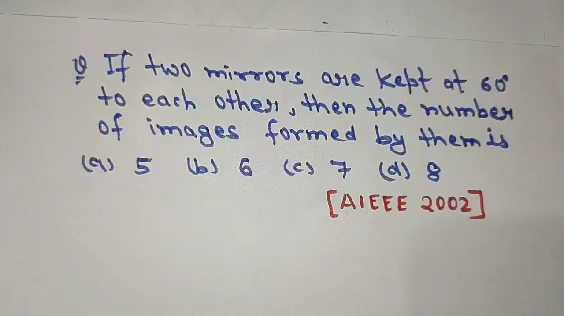 Q If two mirrors are kept at 60°
to each other, then the number
of images formed by them is
(a) 5 (b) 6 (c) 7 (d) 8
[AIEEE 2002]